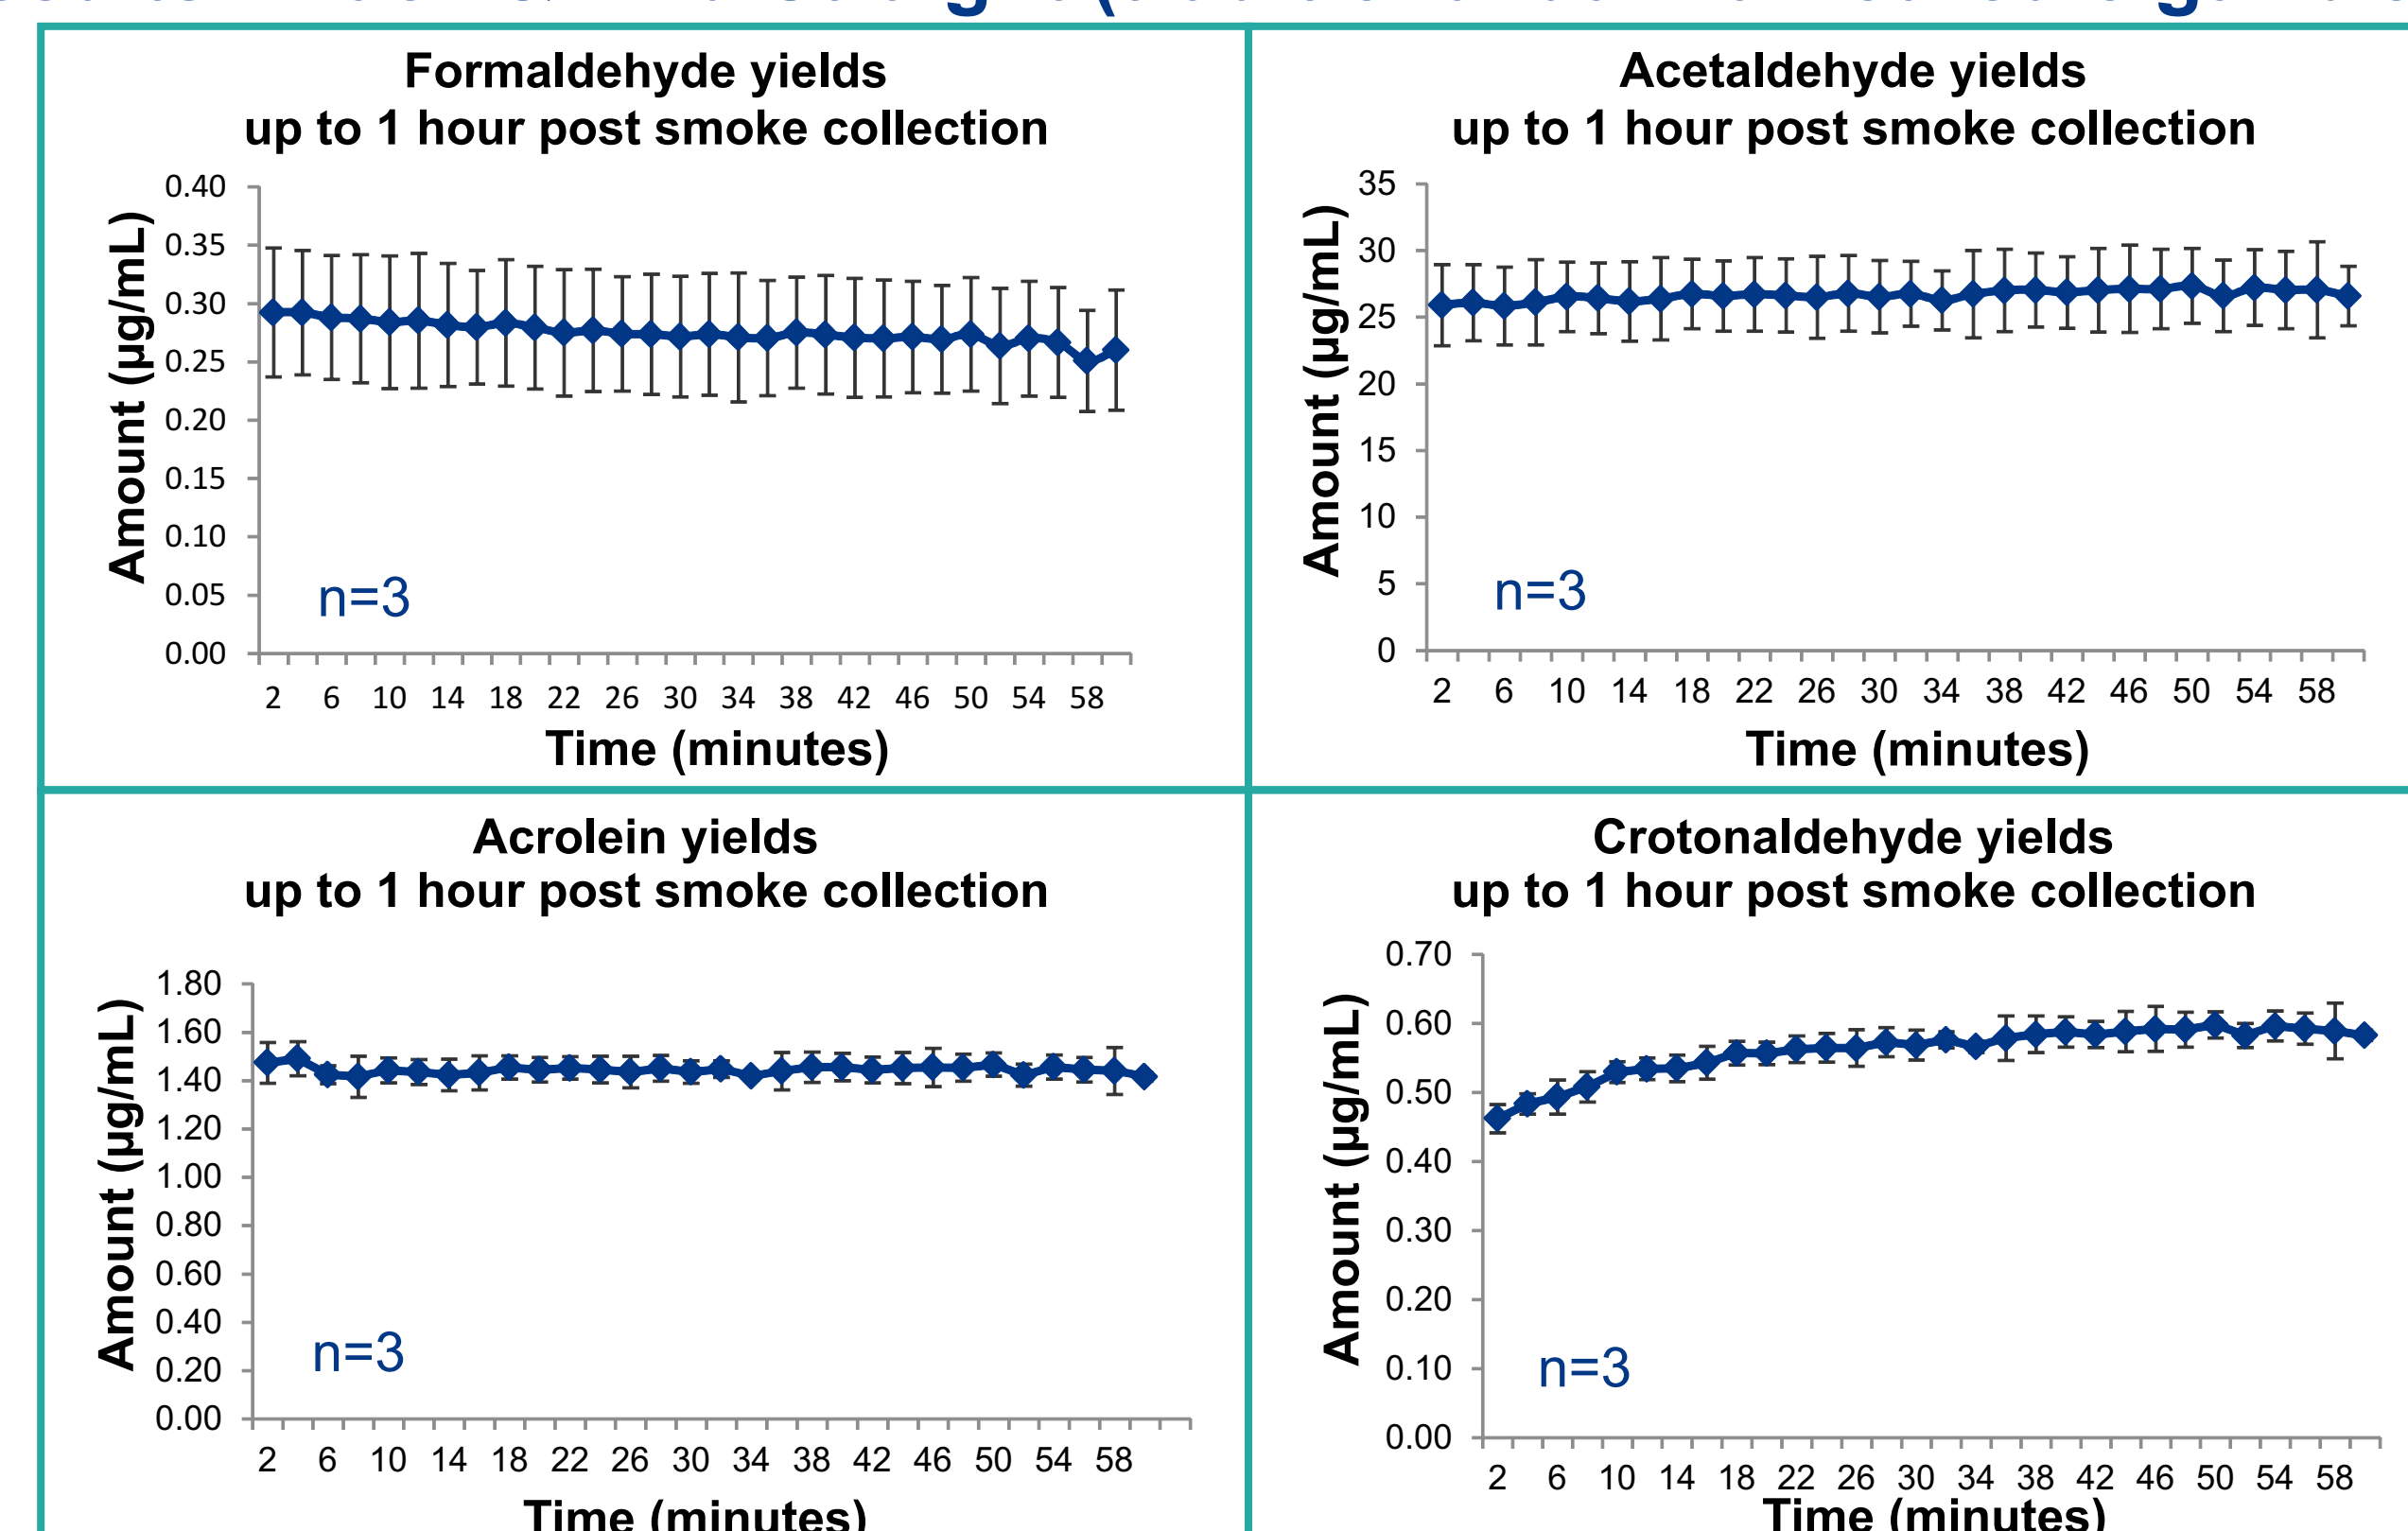 Formaldehyde yields
up to 1 hour post smoke collection
0.40
0.35
0.30
0.25
0.20
0.15
0.10
0.05
0.00
Amount (µg/mL)
n=3
2 6 10 14 18 22 26 30 34 38 42 46 50 54 58
Time (minutes)
Acetaldehyde yields
up to 1 hour post smoke collection
35
30
25
20
15
10
5
0
Amount (µg/mL)
n=3
2 6 10 14 18 22 26 30 34 38 42 46 50 54 58
Time (minutes)
Acrolein yields
up to 1 hour post smoke collection
1.80
1.60
1.40
1.20
1.00
0.80
0.60
0.40
0.20
0.00
Amount (µg/mL)
n=3
2 6 10 14 18 22 26 30 34 38 42 46 50 54 58
Time (minutes)
Crotonaldehyde yields
up to 1 hour post smoke collection
0.70
0.60
0.50
0.40
0.30
0.20
0.10
0.00
Amount (µg/mL)
n=3
2 6 10 14 18 22 26 30 34 38 42 46 50 54 58
Time (minutes)